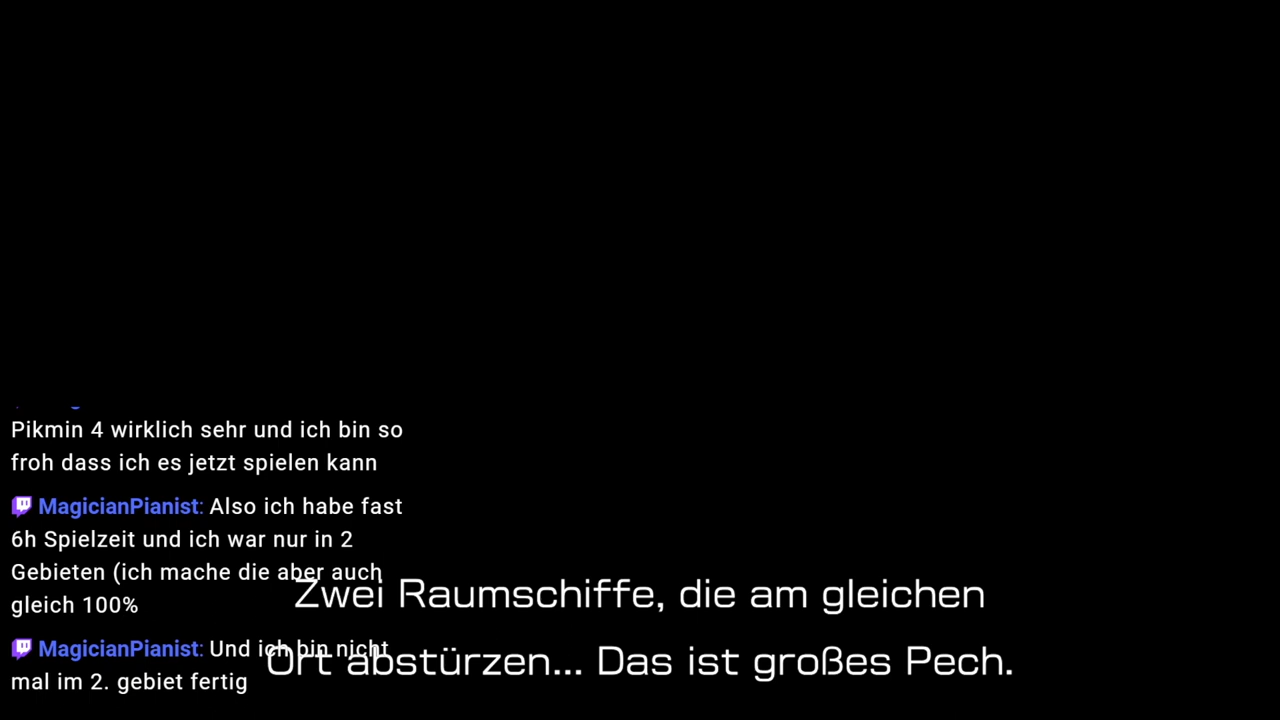 Pikmin 4 wirklich sehr und ich bin so
froh dass ich es jetzt spielen kann
MagicianPianist: Also ich habe fast
6h Spielzeit und ich war nur in 2
Gebieten (ich mache die aber auch
gleich 100%
MagicianPianist: Und ich bin nicht
mal im 2. gebiet fertig
Zwei Raumschiffe, die am gleichen
Ort abstürzen... Das ist großes Pech.